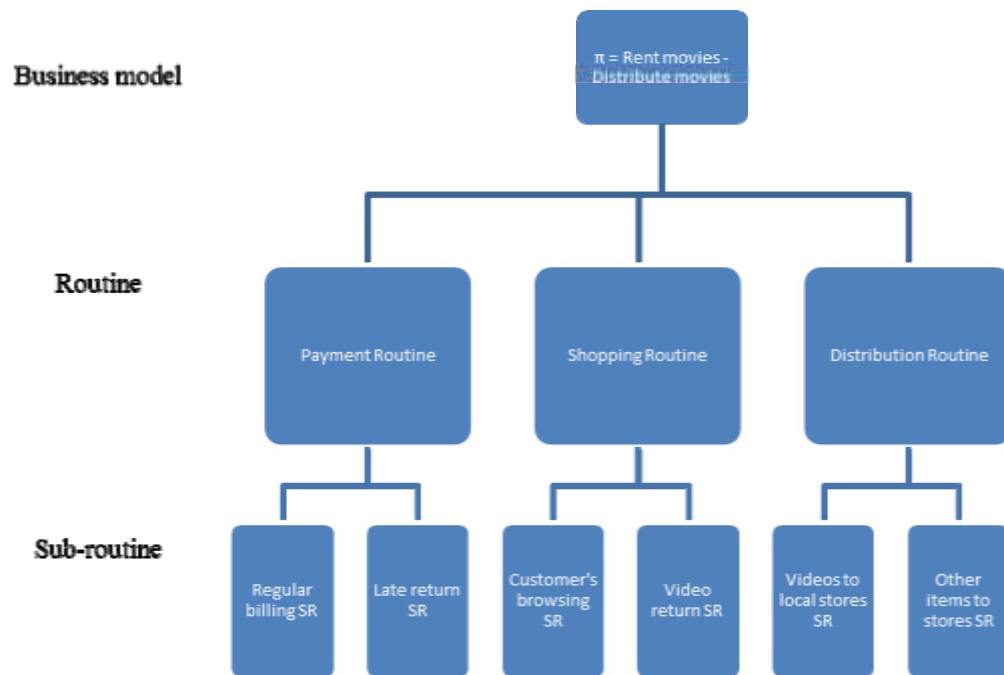 Business model
π = Rent movies -
Distribute movies
Routine
Payment Routine
Shopping Routine
Distribution Routine
Sub-routine
Regular
billing SR
Late return
SR
Customer's
browsing
SR
Video
return SR
Videos to
local stores
SR
Other
items to
stores SR